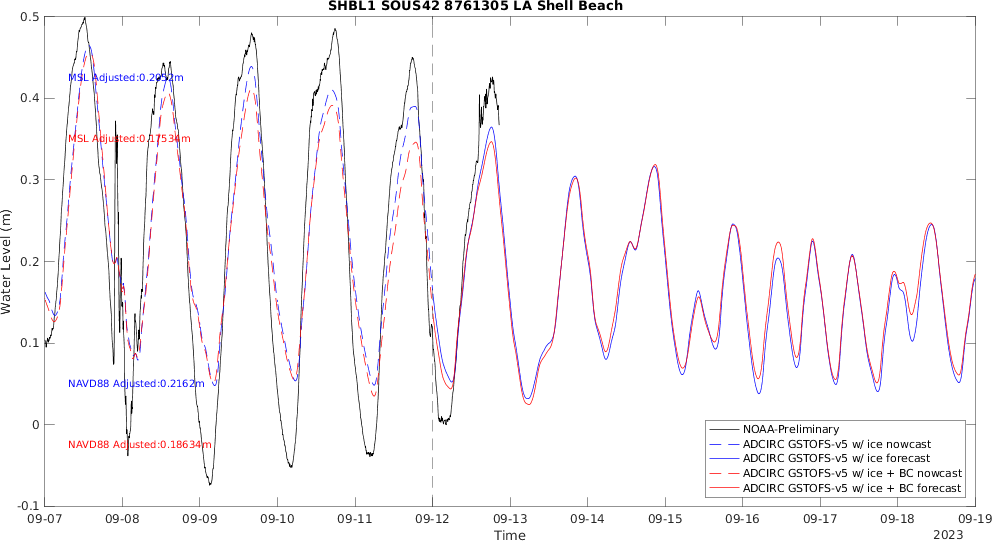 SHBL1 SOUS42 8761305 LA Shell Beach
0.5
0.4
0.3
0.2
0.1
0
-0.1
Water Level (m)
MSL Adjusted:0.2052m
MSL Adjusted:0.17534m
NAVD88 Adjusted:0.2162m
NAVD88 Adjusted:0.18634m
NOAA-Preliminary
ADCIRC GSTOFS-v5 w/ ice nowcast
ADCIRC GSTOFS-v5 w/ ice forecast
ADCIRC GSTOFS-v5 w/ ice + BC nowcast
ADCIRC GSTOFS-v5 w/ ice + BC forecast
09-07 09-08 09-09 09-10 09-11 09-12 09-13 09-14 09-15 09-16 09-17 09-18 09-19
Time
2023